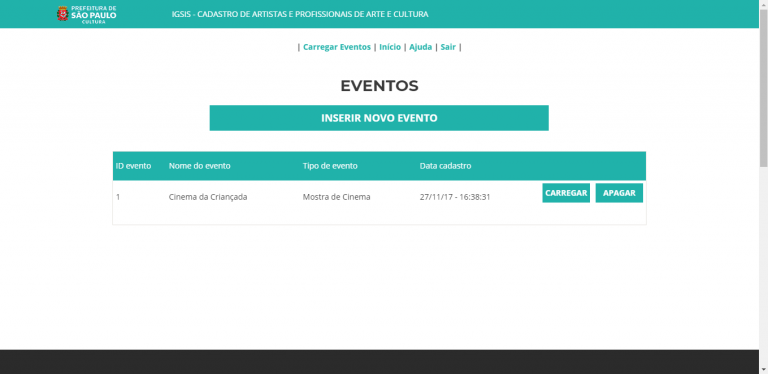 PREFEITURA DE
SÃO PAULO
CULTURA
IGSIS - CADASTRO DE ARTISTAS E PROFISSIONAIS DE ARTE E CULTURA
| Carregar Eventos | Início | Ajuda | Sair |
EVENTOS
INSERIR NOVO EVENTO
ID evento Nome do evento Tipo de evento Data cadastro
1 Cinema da Criançada Mostra de Cinema 27/11/17 - 16:38:31 CARREGAR APAGAR